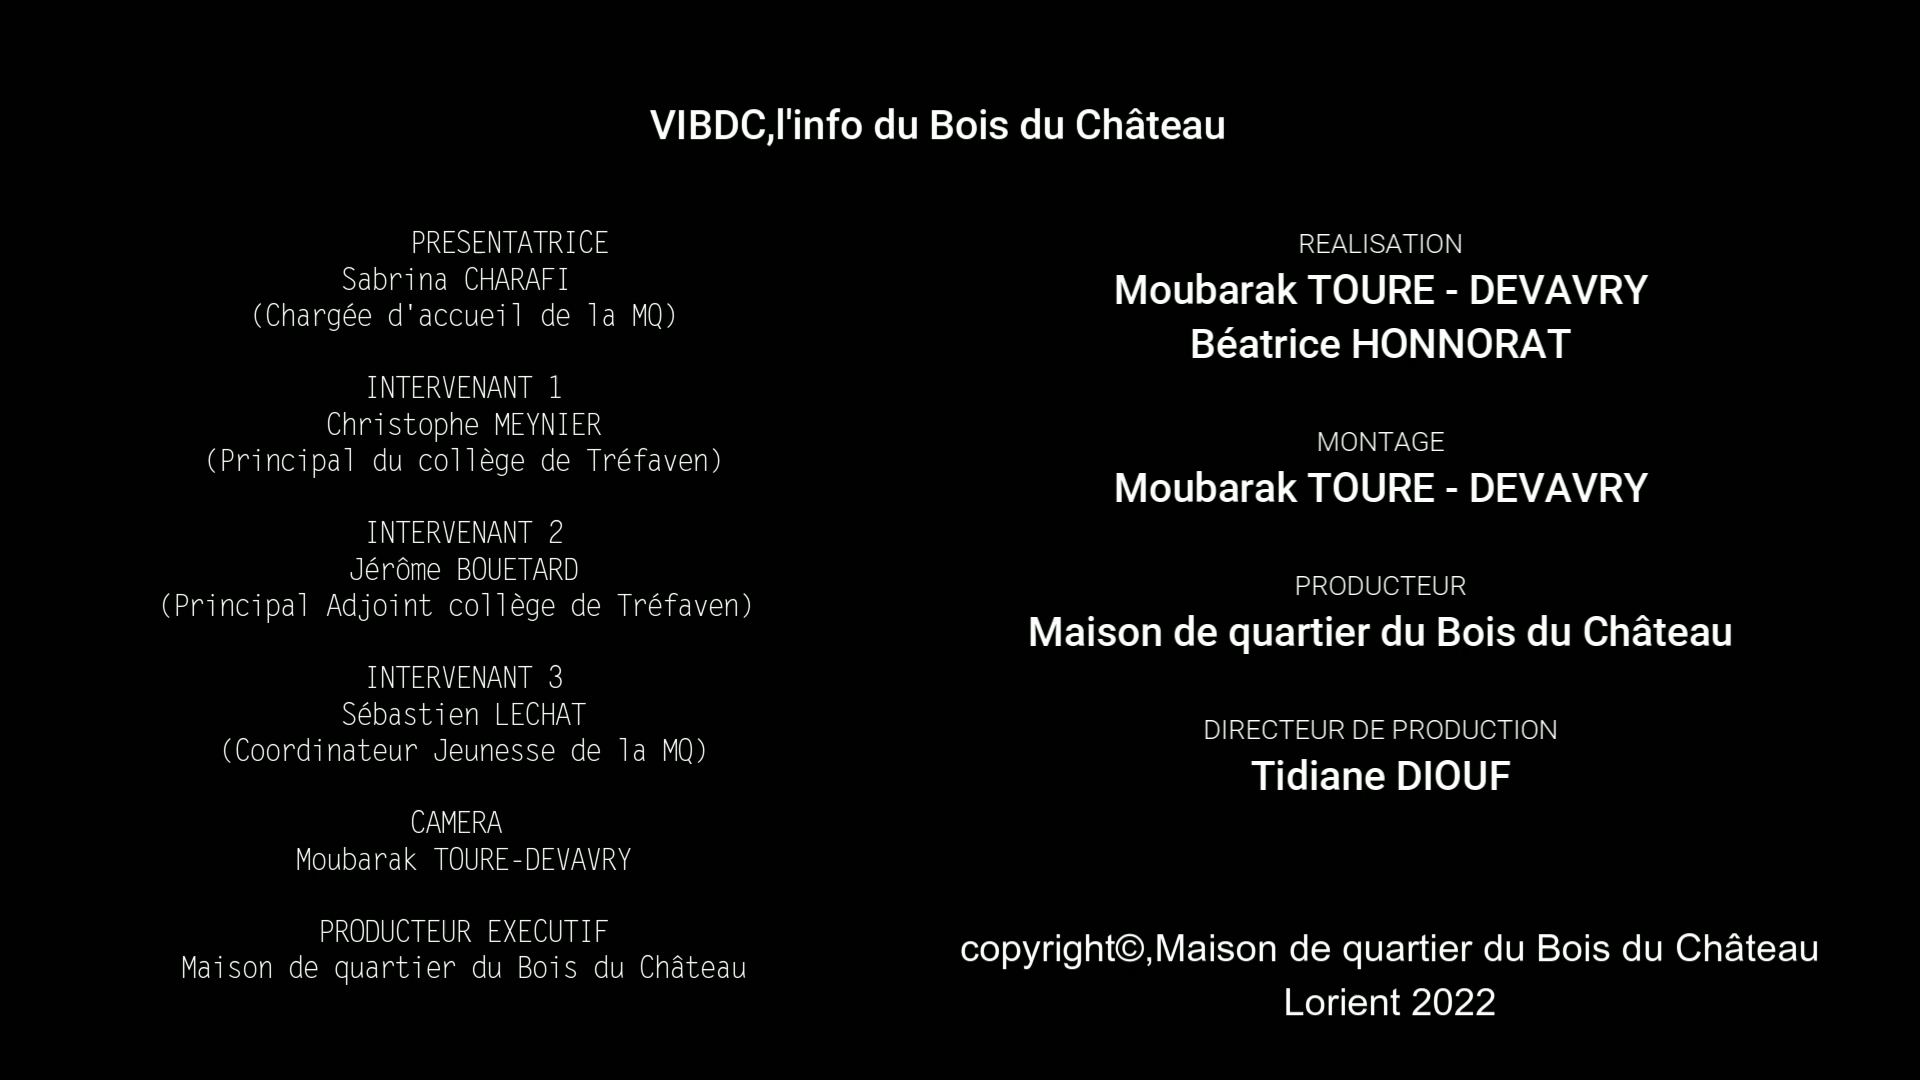 VIBDC,l'info du Bois du Château
PRESENTATRICE
Sabrina CHARAFI
(Chargée d'accueil de la MQ)
INTERVENANT 1
Christophe MEYNIER
(Principal du collège de Tréfaven)
INTERVENANT 2
Jérôme BOUETARD
(Principal Adjoint collège de Tréfaven)
INTERVENANT 3
Sébastien LECHAT
(Coordinateur Jeunesse de la MQ)
CAMERA
Moubarak TOURE-DEVAVRY
PRODUCTEUR EXECUTIF
Maison de quartier du Bois du Château
REALISATION
Moubarak TOURE - DEVAVRY
Béatrice HONNORAT
MONTAGE
Moubarak TOURE - DEVAVRY
PRODUCTEUR
Maison de quartier du Bois du Château
DIRECTEUR DE PRODUCTION
Tidiane DIOUF
copyright©,Maison de quartier du Bois du Château
Lorient 2022